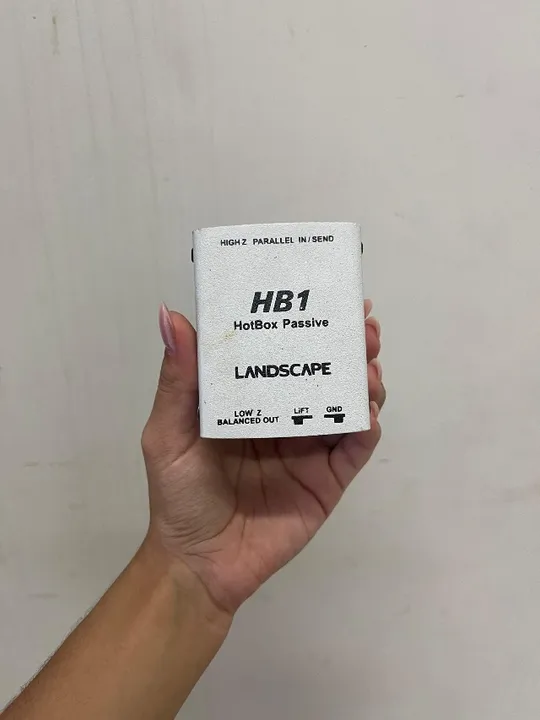 HIGH Z PARALLEL IN / SEND
HB1
HotBox Passive
LANDSCAPE
LOW Z
BALANCED OUT
LIFT
GND